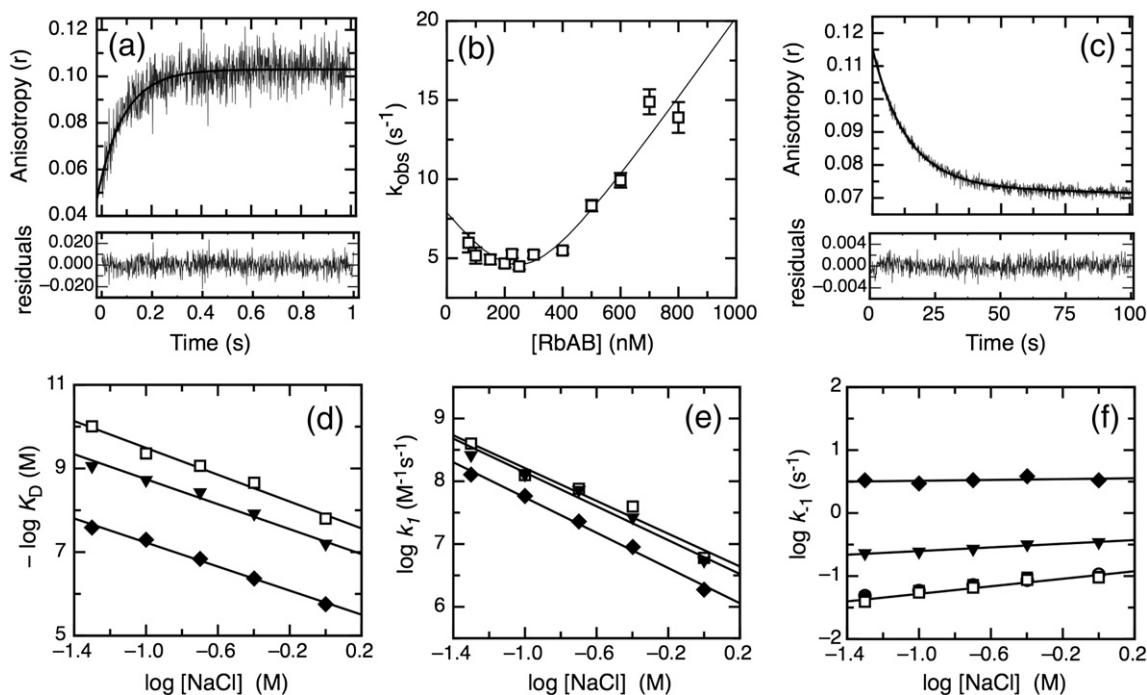 (a)
Anisotropy (r)
0.12
0.10
0.08
0.06
0.04
residuals
0.020
0.000
−0.020
0 0.2 0.4 0.6 0.8 1
Time (s)
(b)
kobs (s-1)
20
15
10
5
0 200 400 600 800 1000
[RbAB] (nM)
(c)
Anisotropy (r)
0.12
0.11
0.10
0.09
0.08
0.07
residuals
0.004
0.000
−0.004
0 25 50 75 100
Time (s)
(d)
− log KD (M)
11
9
7
5
−1.4 −1.0 −0.6 −0.2 0.2
log [NaCl] (M)
(e)
log k1 (M-1s-1)
9
8
7
6
−1.4 −1.0 −0.6 −0.2 0.2
log [NaCl] (M)
(f)
log k-1 (s-1)
2
1
0
−1
−2
−1.4 −1.0 −0.6 −0.2 0.2
log [NaCl] (M)